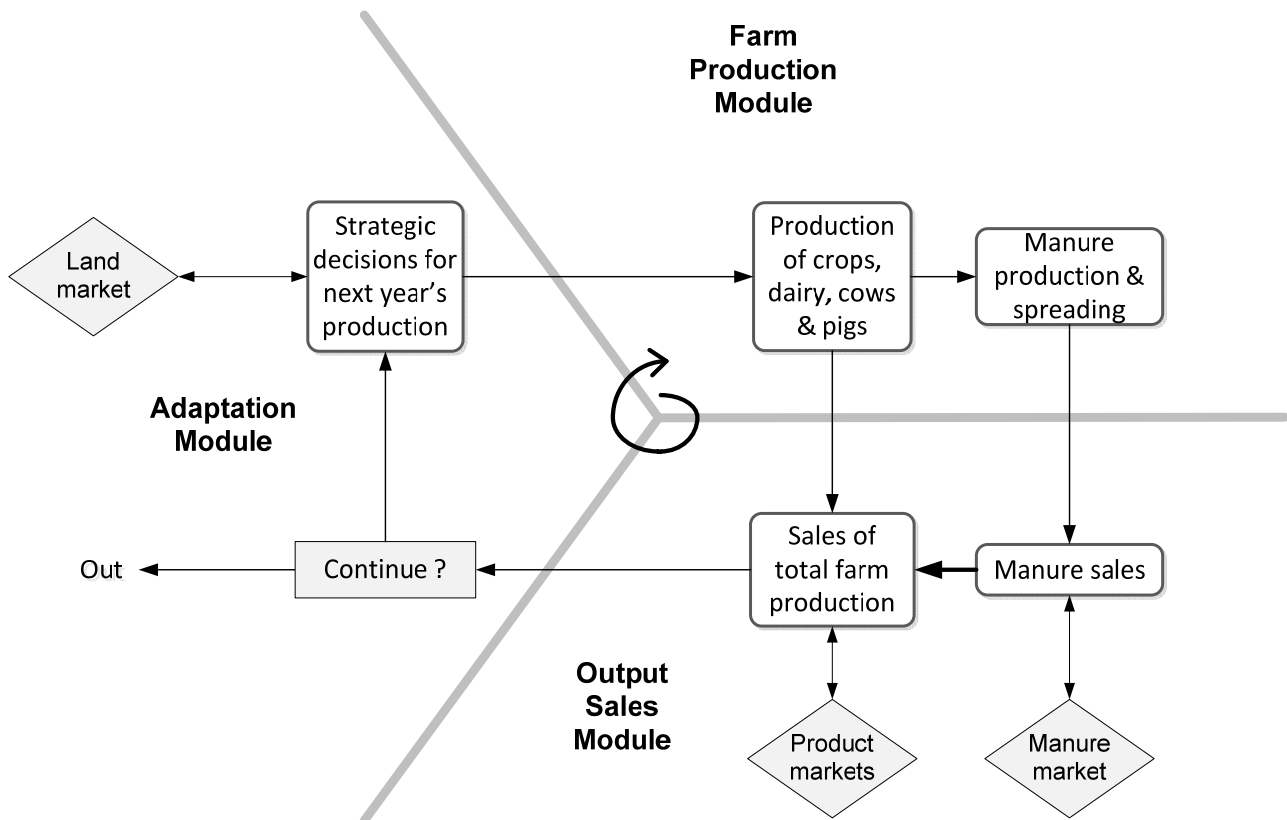 Farm
Production
Module
Land
market
Strategic
decisions for
next year's
production
Production
of crops,
dairy, cows
& pigs
Manure
production &
spreading
Adaptation
Module
Out
Continue ?
Sales of
total farm
production
Manure sales
Output
Sales
Module
Product
markets
Manure
market